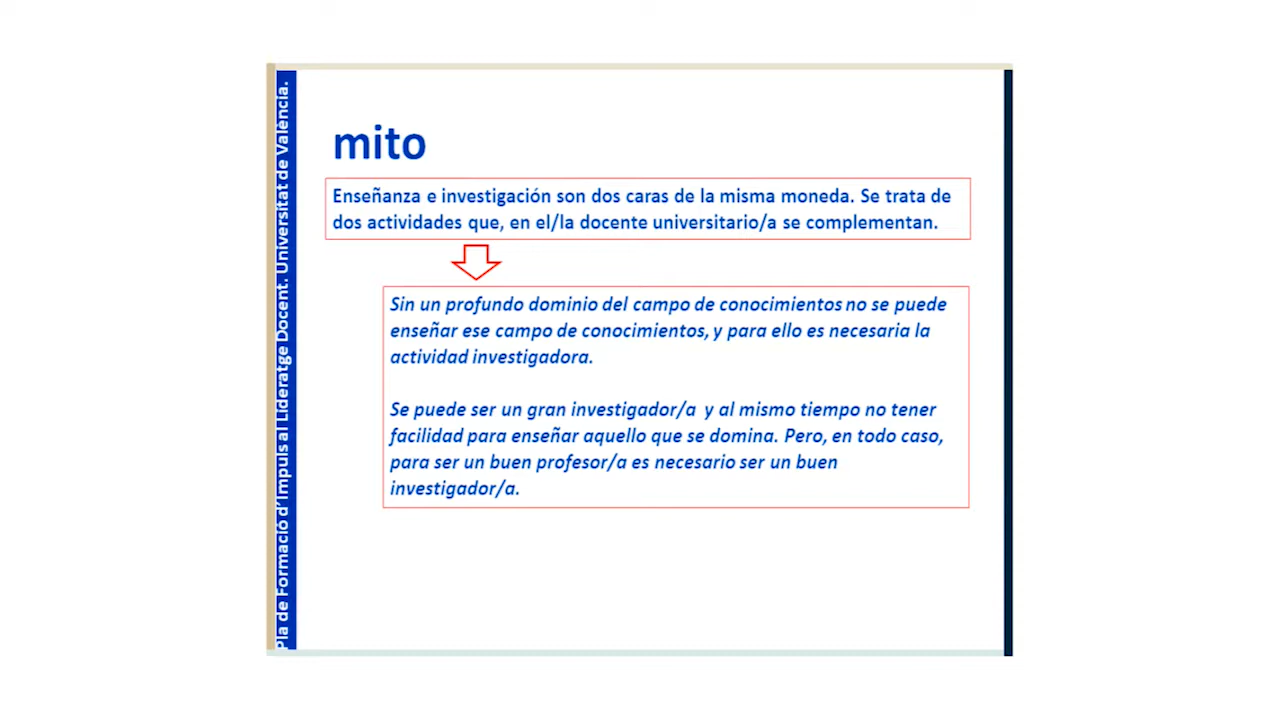 Pla de Formació d'Impuls al Lideratge Docent. Universitat de València.
mito
Enseñanza e investigación son dos caras de la misma moneda. Se trata de
dos actividades que, en el/la docente universitario/a se complementan.
Sin un profundo dominio del campo de conocimientos no se puede
enseñar ese campo de conocimientos, y para ello es necesaria la
actividad investigadora.
Se puede ser un gran investigador/a y al mismo tiempo no tener
facilidad para enseñar aquello que se domina. Pero, en todo caso,
para ser un buen profesor/a es necesario ser un buen
investigador/a.